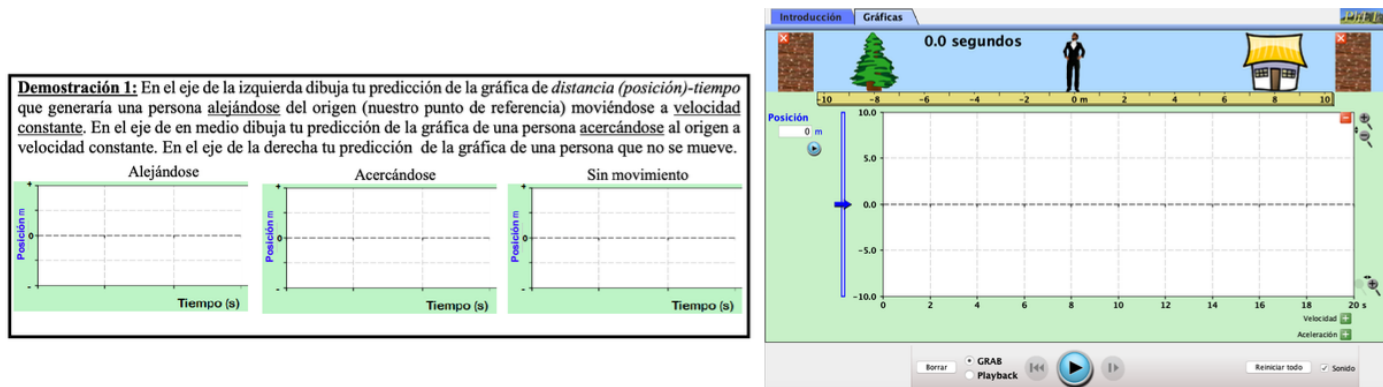 Demostración 1: En el eje de la izquierda dibuja tu predicción de la gráfica de distancia (posición)-tiempo
que generaría una persona alejándose del origen (nuestro punto de referencia) moviéndose a velocidad
constante. En el eje de en medio dibuja tu predicción de la gráfica de una persona acercándose al origen a
velocidad constante. En el eje de la derecha tu predicción de la gráfica de una persona que no se mueve.
Alejándose
Acercándose
Sin movimiento
+
+
+
Posición m
Posición m
Posición m
0
0
0
-
-
-
Tiempo (s)
Tiempo (s)
Tiempo (s)
Introducción
Gráficas
PhET
0.0 segundos
-10 -8 -6 -4 -2 0 m 2 4 6 8 10
Posición
0 m
10.0
5.0
0.0
-5.0
-10.0
0 2 4 6 8 10 12 14 16 18 20 s
Velocidad
Aceleración
Borrar
GRAB
Playback
Reiniciar todo
Sonido